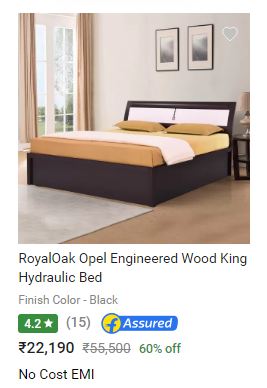 RoyalOak Opel Engineered Wood King
Hydraulic Bed
Finish Color - Black
4.2★ (15) Assured
₹22,190 ₹55,500 60% off
No Cost EMI